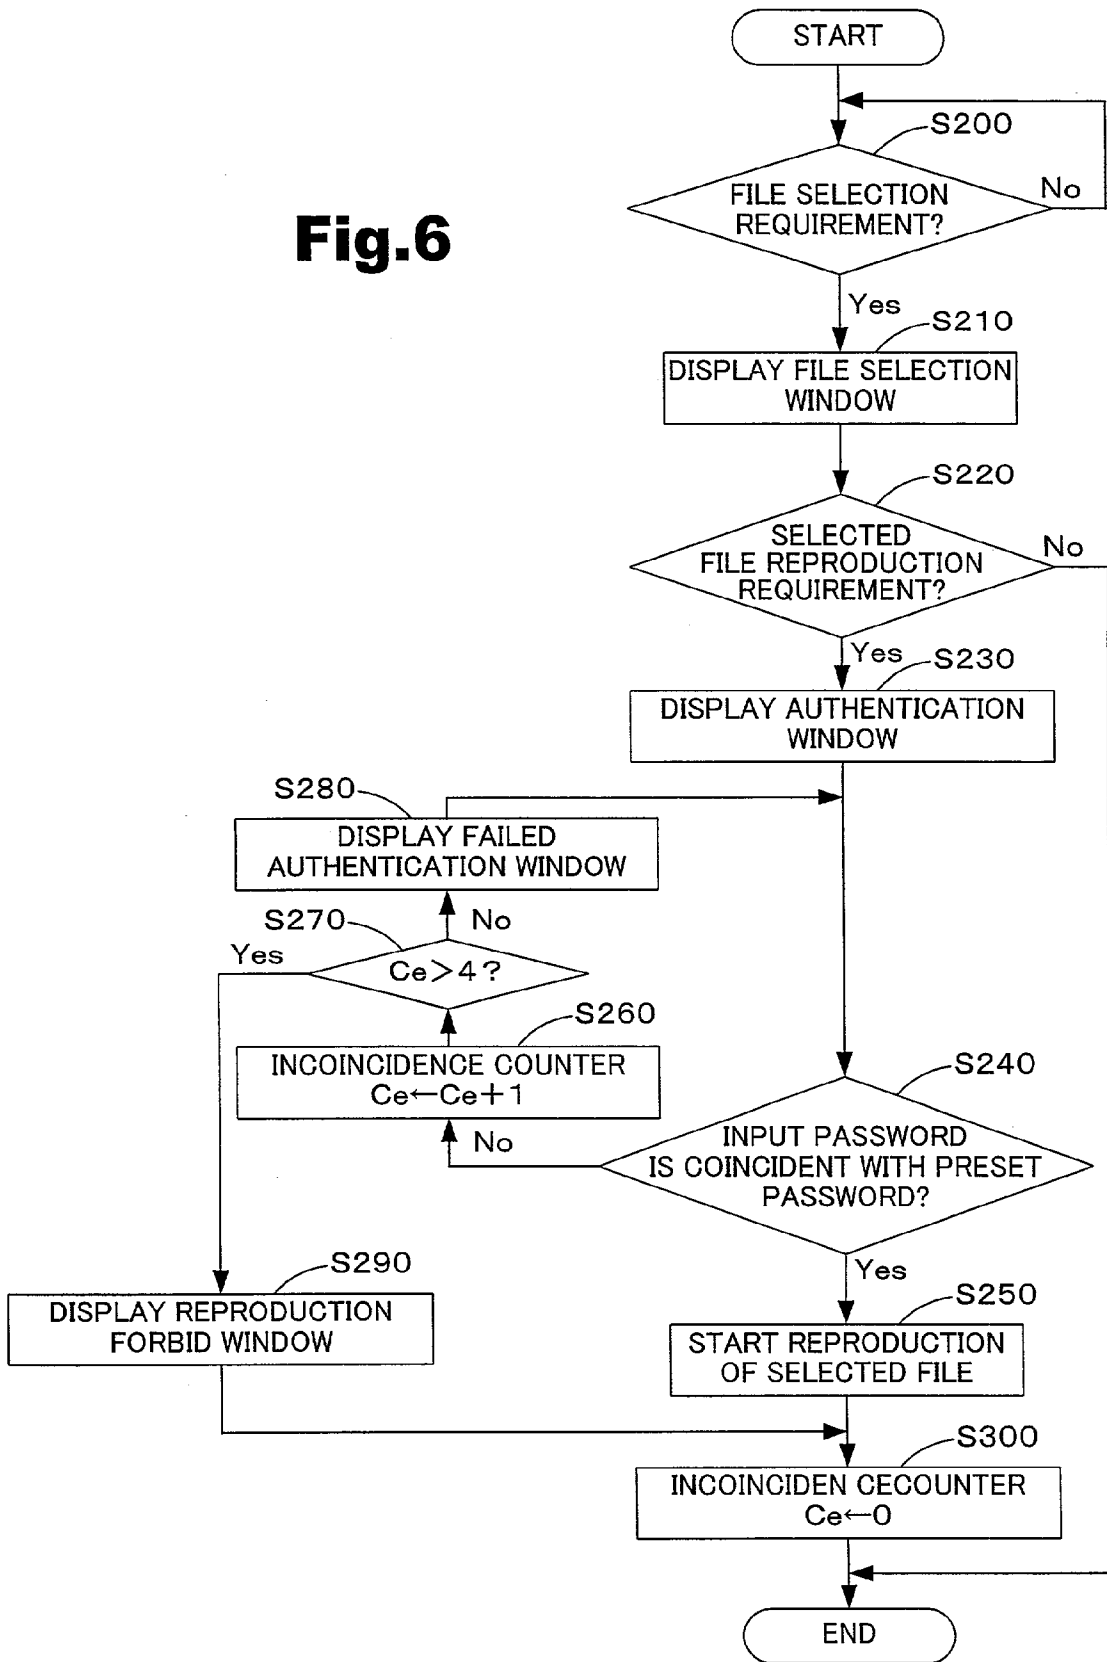 START
S200
FILE SELECTION
REQUIREMENT?
No
Fig.6
Yes
S210
DISPLAY FILE SELECTION
WINDOW
S220
SELECTED
FILE REPRODUCTION
REQUIREMENT?
No
Yes
S230
DISPLAY AUTHENTICATION
WINDOW
S280
DISPLAY FAILED
AUTHENTICATION WINDOW
No
S270
Yes
Ce>4?
S260
INCOINCIDENCE COUNTER
Ce←Ce+1
S240
INPUT PASSWORD
IS COINCIDENT WITH PRESET
PASSWORD?
No
Yes
S290
DISPLAY REPRODUCTION
FORBID WINDOW
S250
START REPRODUCTION
OF SELECTED FILE
S300
INCOINCIDEN CECOUNTER
Ce←0
END